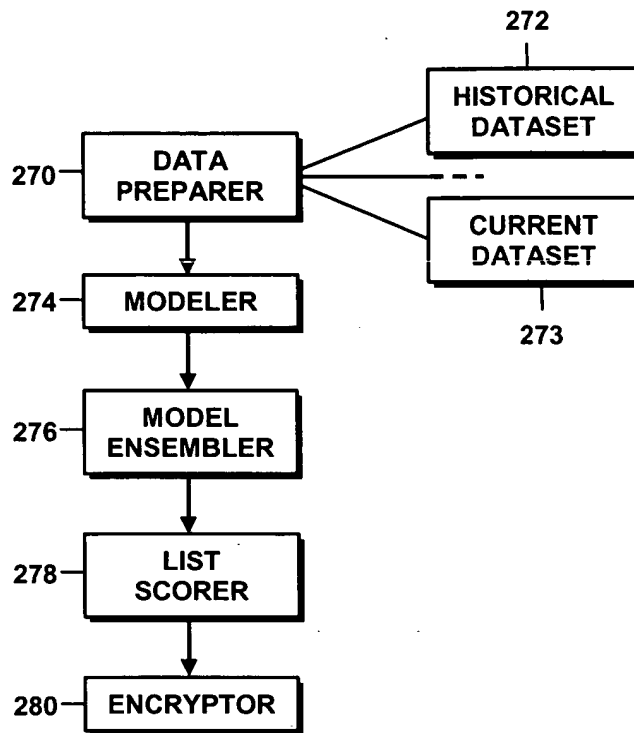 272
HISTORICAL
DATASET
270
DATA
PREPARER
CURRENT
DATASET
273
274
MODELER
276
MODEL
ENSEMBLER
278
LIST
SCORER
280
ENCRYPTOR